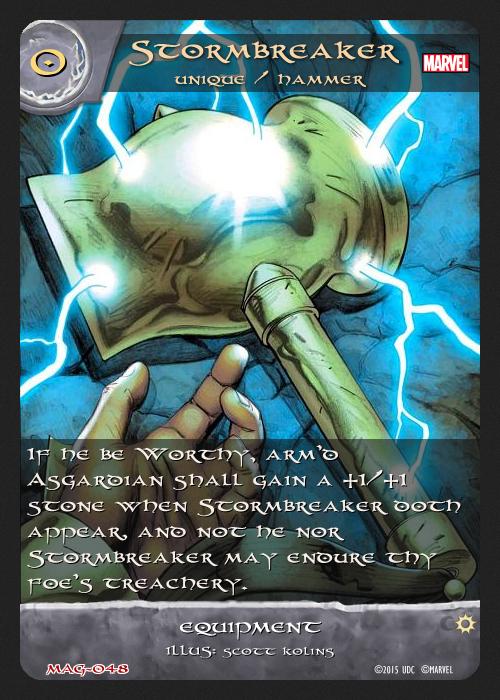 Stormbreaker
unique / hammer
MARVEL
If he be Worthy, arm'd
Asgardian shall gain a +1/+1
stone when Stormbreaker doth
appear, and not he nor
Stormbreaker may endure thy
foe's treachery.
equipment
illus: scott kolins
MAG-048
©2015 UDC ©MARVEL